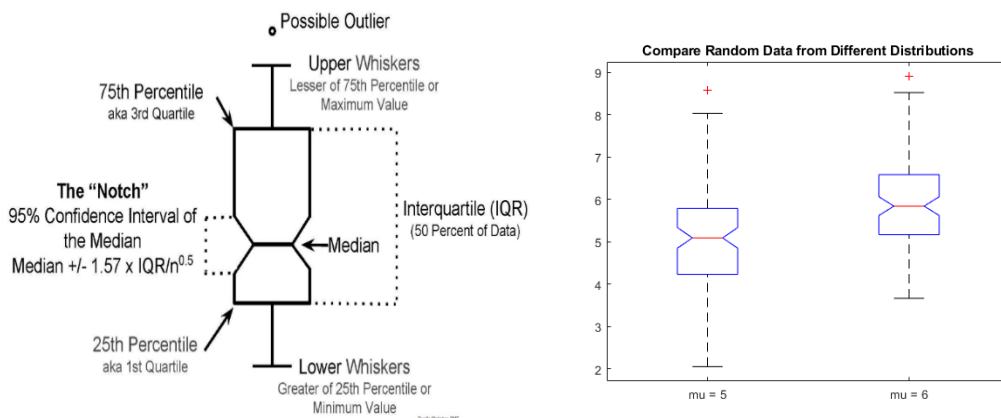 Possible Outlier
Upper Whiskers
Lesser of 75th Percentile or
Maximum Value
75th Percentile
aka 3rd Quartile
The “Notch”
95% Confidence Interval of
the Median
Median +/- 1.57 x IQR/n0.5
Interquartile (IQR)
(50 Percent of Data)
Median
25th Percentile
aka 1st Quartile
Lower Whiskers
Greater of 25th Percentile or
Minimum Value
Compare Random Data from Different Distributions
9
8
7
6
5
4
3
2
mu = 5
mu = 6